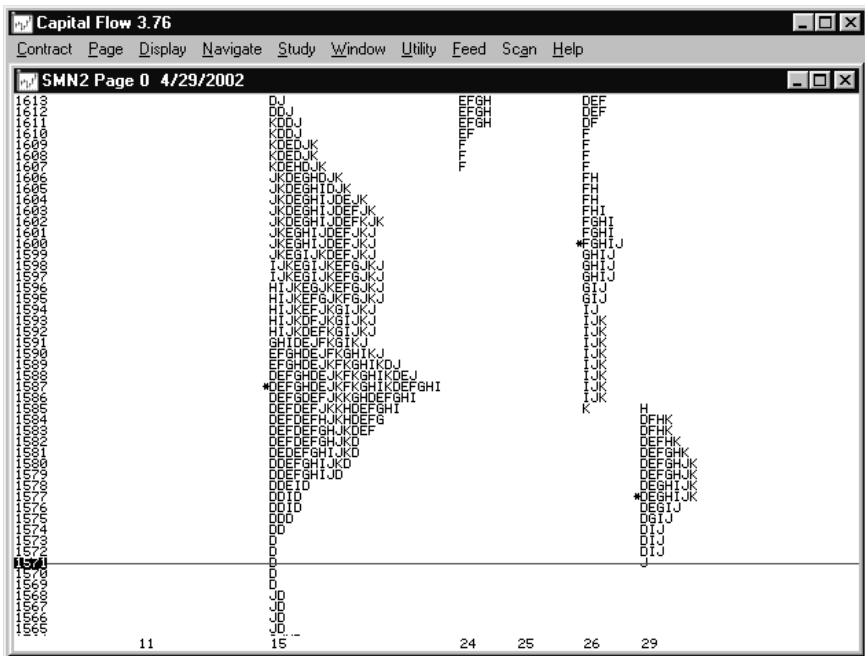 Capital Flow 3.76
Contract Page Display Navigate Study Window Utility Feed Scan Help
SMN2 Page 0 4/29/2002
1613 DJ EFGH DEF
1612 DDJ EFGH DEF
1611 KDDJ EFGH DF
1610 KDDJ EF F
1609 KDEDJK F F
1608 KDEDJK F F
1607 KDEHDJK F F
1606 JKDEGHDJK FH
1605 JKDEGHIDJK FH
1604 JKDEGHIJDEJK FH
1603 JKDEGHIJDEFJK FHI
1602 JKDEGHIJDEFKJK FGHI
1601 JKEGHIJDEFJKJ FGHI
1600 JKEGHIJDEFJKJ *FGHIJ
1599 JKEGIJKDEFJKJ GHIJ
1598 IJKEGIJKEFGJKJ GHIJ
1597 IJKEGIJKEFGJKJ GHIJ
1596 HIJKEGJKEFGJKJ GIJ
1595 HIJKEFGJKFGJKJ GIJ
1594 HIJKEFJKGIJKJ IJ
1593 HIJKDFJKGIJKJ IJK
1592 HIJKDEFKGIJKJ IJK
1591 GHIDEJFKGIKJ IJK
1590 EFGHDEJFKGHIKJ IJK
1589 EFGHDEJKFKGHIKDJ IJK
1588 DEFGHDEJKFKGHIKDEJ IJK
1587 *DEFGHDEJKFKGHIKDEFGHI IJK
1586 DEFGDEFJKKGHDEFGHI IJK
1585 DEFDEFJKKHDEFGHI K H
1584 DEFDEFHJKHDEFG DFHK
1583 DEFDEFGHJKDEF DFHK
1582 DEFDEFGHJKD DEFHK
1581 DEDEFGHIJKD DEFGHK
1580 DDEFGHIJKD DEFGHJK
1579 DDEFGHIJD DEFGHJK
1578 DDEID DEGHIJK
1577 DDID *DEGHIJK
1576 DDID DEGIJ
1575 DDD DGIJ
1574 DD DIJ
1573 D DIJ
1572 D DIJ
1571 D J
1570 D
1569 D
1568 JD
1567 JD
1566 JD
1565 JD
11 15 24 25 26 29